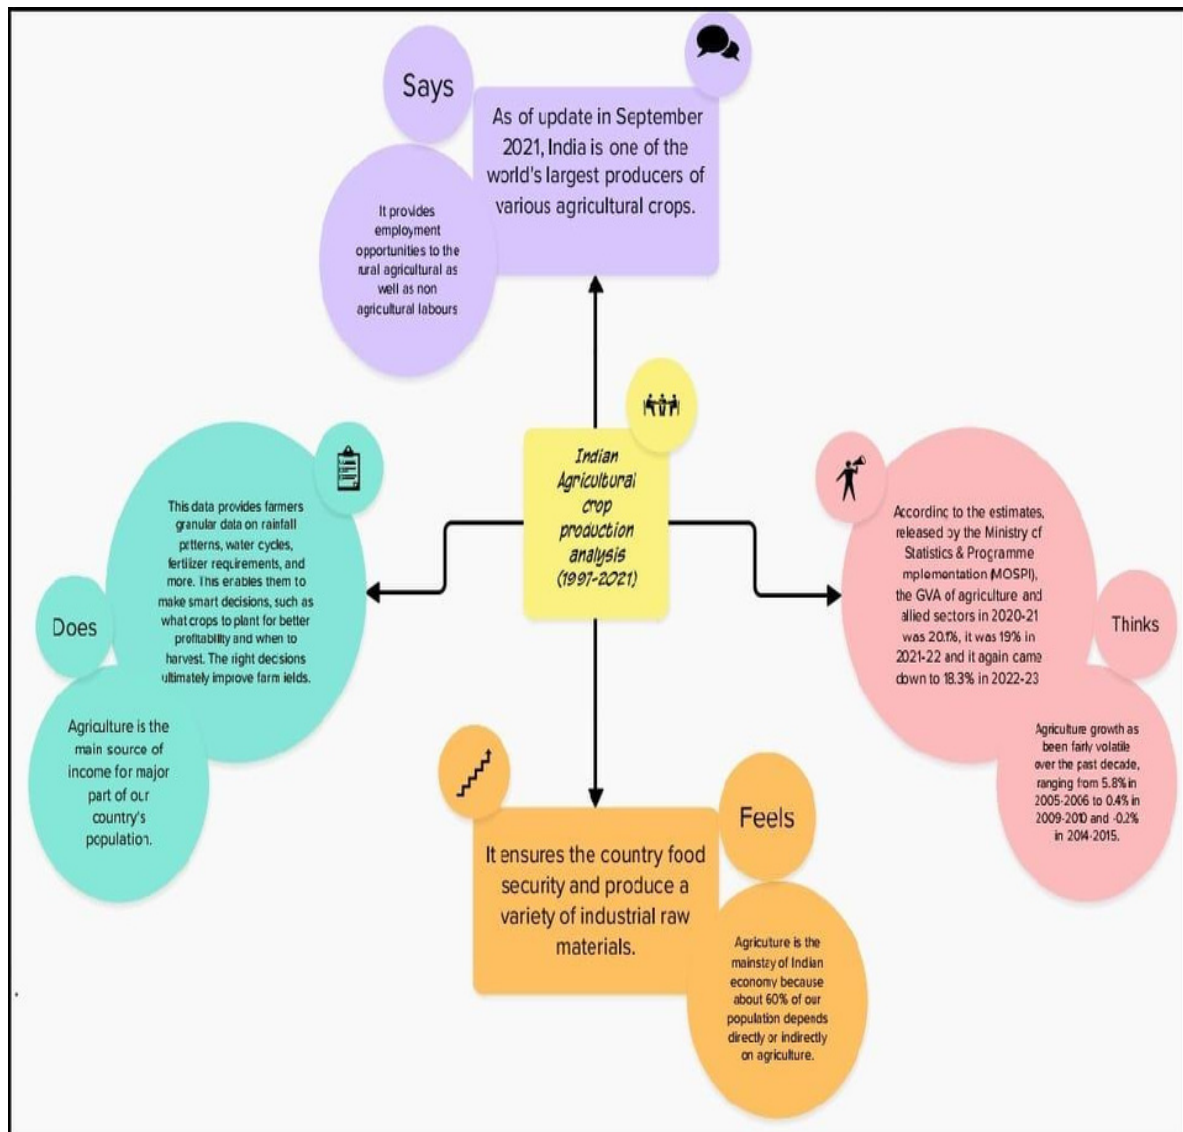 Says
As of update in September
2021, India is one of the
world's largest producers of
various agricultural crops.
It provides
employment
opportunities to the
rural agricultural as
well as non
agricultural labours
Indian
Agricultural
crop
production
analysis
(1997-2021)
This data provides farmers
granular data on rainfall
patterns, water cycles,
fertilizer requirements, and
more. This enables them to
make smart decisions, such as
what crops to plant for better
profitability and when to
harvest. The right decisions
ultimately improve farm ields.
Does
Agriculture is the
main source of
income for major
part of our
country's
population.
According to the estimates,
released by the Ministry of
Statistics & Programme
mplementation (MOSPI),
the GVA of agriculture and
allied sectors in 2020-21
was 20.1%, it was 19% in
2021-22 and it again came
down to 18.3% in 2022-23
Thinks
Agriculture growth as
been farly volatile
over the past decade,
ranging from 5.8% in
2005-2006 to 0.4% in
2009-2010 and -0.2%
in 2014-2015.
Feels
It ensures the country food
security and produce a
variety of industrial raw
materials.
Agricuture is the
mainstay of Indian
economy because
about 60% of our
population depends
directly or indirectly
on agriculture.